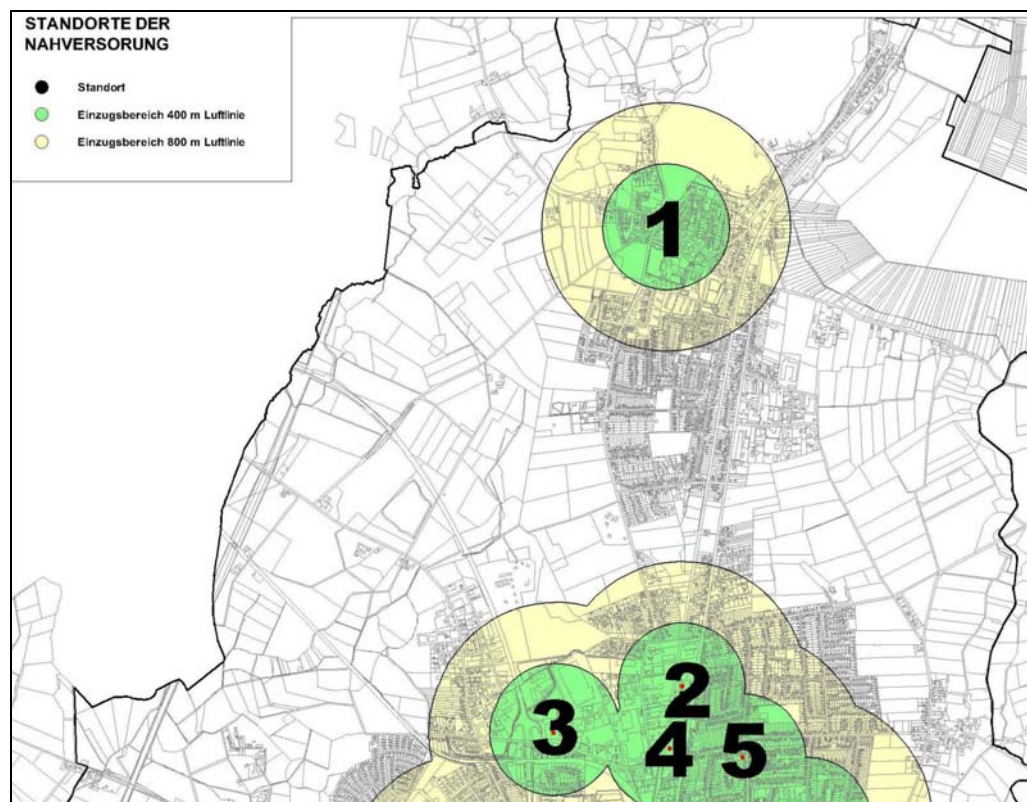 STANDORTE DER
NAHVERSORUNG
Standort
Einzugsbereich 400 m Luftlinie
Einzugsbereich 800 m Luftlinie
1
2
3
4
5